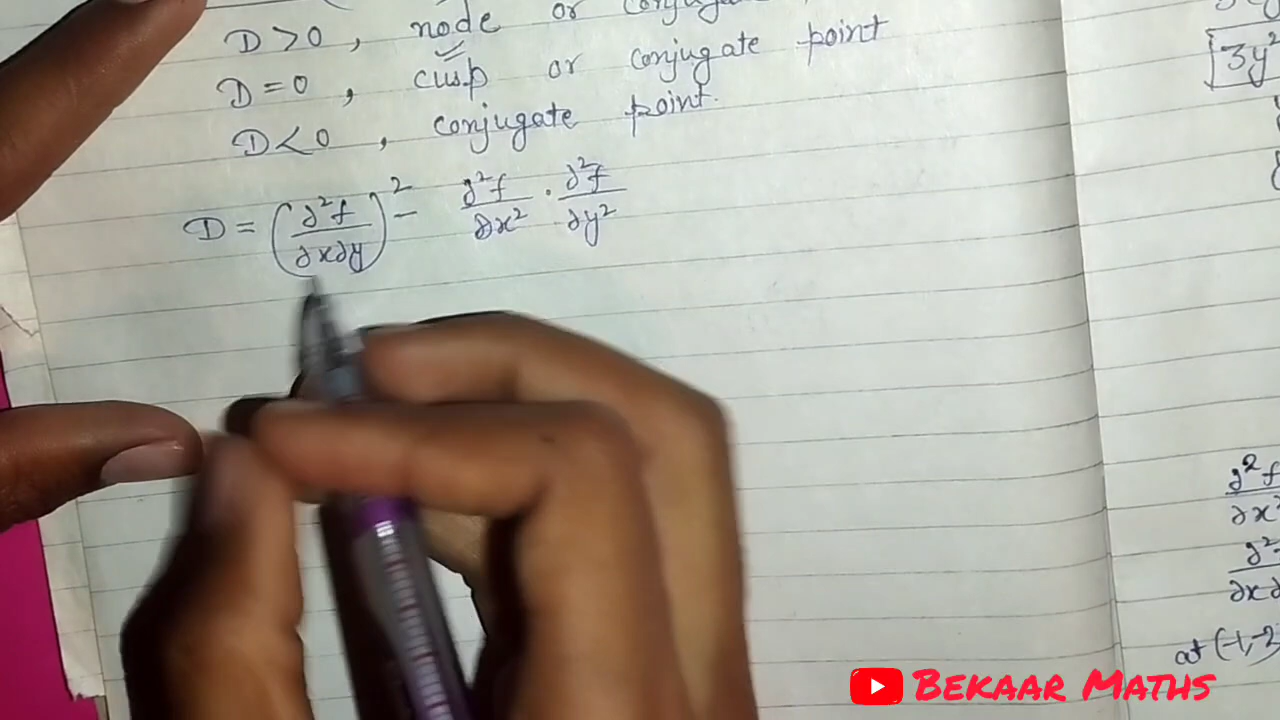 D > 0 , node or
D = 0 , cusp or conjugate point
D < 0 , conjugate point.
D = (∂²f/∂x∂y)² - ∂²f/∂x² · ∂²f/∂y²
3y²
∂²f
∂x²
∂²
∂x∂
at (-1,-2
BEKAAR MATHS